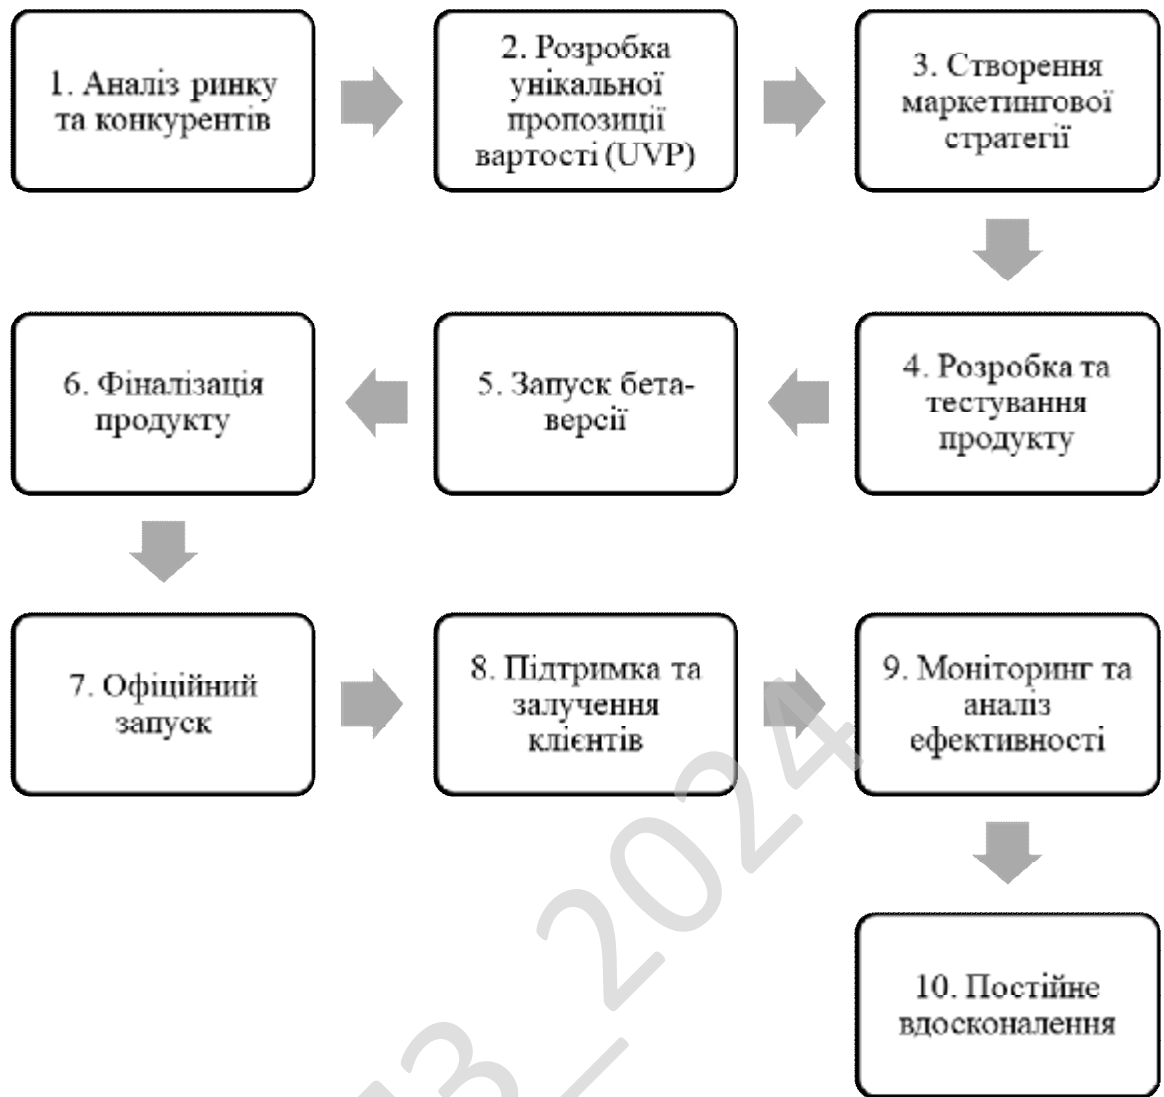 1. Аналіз ринку
та конкурентів
2. Розробка
унікальної
пропозиції
вартості (UVP)
3. Створення
маркетингової
стратегії
4. Розробка та
тестування
продукту
5. Запуск бета-
версії
6. Фіналізація
продукту
7. Офіційний
запуск
8. Підтримка та
залучення
клієнтів
9. Моніторинг та
аналіз
ефективності
10. Постійне
вдосконалення
3_2024